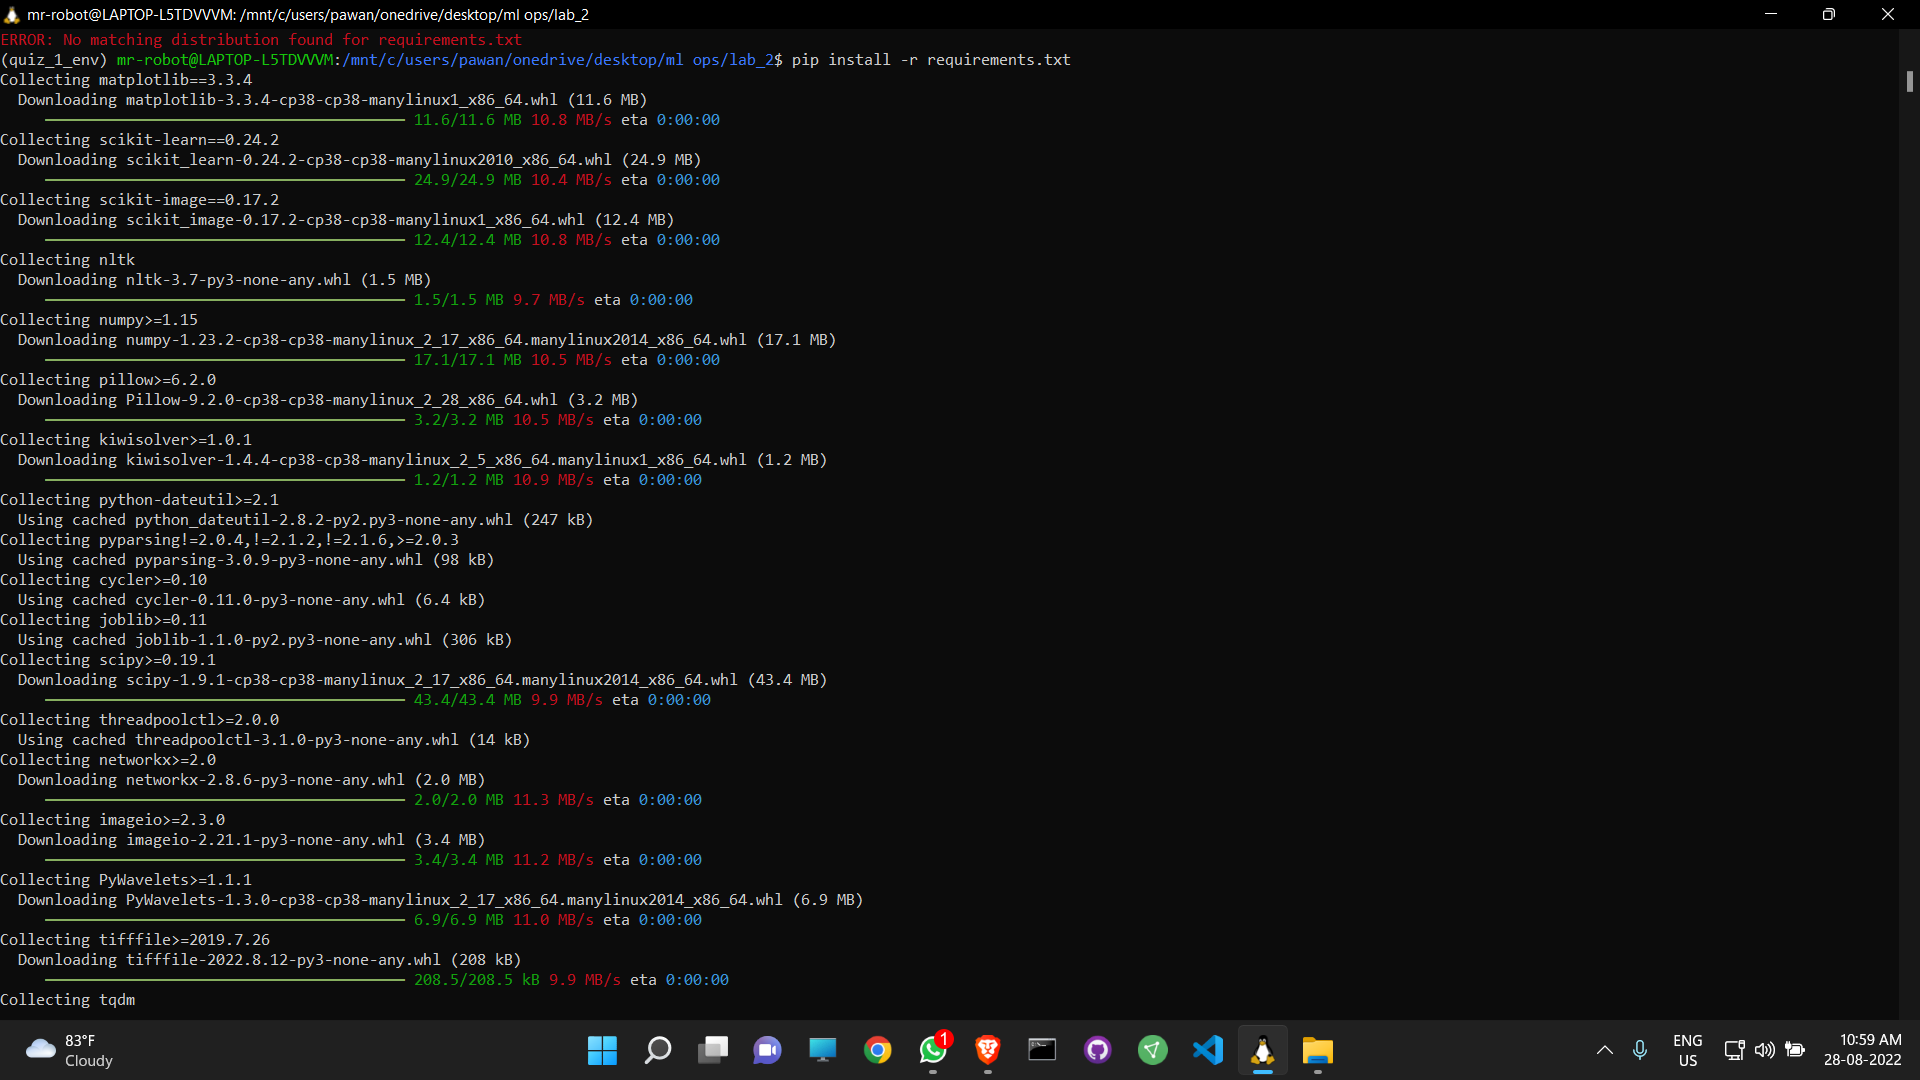 mr-robot@LAPTOP-L5TDVVVM: /mnt/c/users/pawan/onedrive/desktop/ml ops/lab_2
ERROR: No matching distribution found for requirements.txt
(quiz_1_env) mr-robot@LAPTOP-L5TDVVVM:/mnt/c/users/pawan/onedrive/desktop/ml ops/lab_2$ pip install -r requirements.txt
Collecting matplotlib==3.3.4
Downloading matplotlib-3.3.4-cp38-cp38-manylinux1_x86_64.whl (11.6 MB)
11.6/11.6 MB 10.8 MB/s eta 0:00:00
Collecting scikit-learn==0.24.2
Downloading scikit_learn-0.24.2-cp38-cp38-manylinux2010_x86_64.whl (24.9 MB)
24.9/24.9 MB 10.4 MB/s eta 0:00:00
Collecting scikit-image==0.17.2
Downloading scikit_image-0.17.2-cp38-cp38-manylinux1_x86_64.whl (12.4 MB)
12.4/12.4 MB 10.8 MB/s eta 0:00:00
Collecting nltk
Downloading nltk-3.7-py3-none-any.whl (1.5 MB)
1.5/1.5 MB 9.7 MB/s eta 0:00:00
Collecting numpy>=1.15
Downloading numpy-1.23.2-cp38-cp38-manylinux_2_17_x86_64.manylinux2014_x86_64.whl (17.1 MB)
17.1/17.1 MB 10.5 MB/s eta 0:00:00
Collecting pillow>=6.2.0
Downloading Pillow-9.2.0-cp38-cp38-manylinux_2_28_x86_64.whl (3.2 MB)
3.2/3.2 MB 10.5 MB/s eta 0:00:00
Collecting kiwisolver>=1.0.1
Downloading kiwisolver-1.4.4-cp38-cp38-manylinux_2_5_x86_64.manylinux1_x86_64.whl (1.2 MB)
1.2/1.2 MB 10.9 MB/s eta 0:00:00
Collecting python-dateutil>=2.1
Using cached python_dateutil-2.8.2-py2.py3-none-any.whl (247 kB)
Collecting pyparsing!=2.0.4,!=2.1.2,!=2.1.6,>=2.0.3
Using cached pyparsing-3.0.9-py3-none-any.whl (98 kB)
Collecting cycler>=0.10
Using cached cycler-0.11.0-py3-none-any.whl (6.4 kB)
Collecting joblib>=0.11
Using cached joblib-1.1.0-py2.py3-none-any.whl (306 kB)
Collecting scipy>=0.19.1
Downloading scipy-1.9.1-cp38-cp38-manylinux_2_17_x86_64.manylinux2014_x86_64.whl (43.4 MB)
43.4/43.4 MB 9.9 MB/s eta 0:00:00
Collecting threadpoolctl>=2.0.0
Using cached threadpoolctl-3.1.0-py3-none-any.whl (14 kB)
Collecting networkx>=2.0
Downloading networkx-2.8.6-py3-none-any.whl (2.0 MB)
2.0/2.0 MB 11.3 MB/s eta 0:00:00
Collecting imageio>=2.3.0
Downloading imageio-2.21.1-py3-none-any.whl (3.4 MB)
3.4/3.4 MB 11.2 MB/s eta 0:00:00
Collecting PyWavelets>=1.1.1
Downloading PyWavelets-1.3.0-cp38-cp38-manylinux_2_17_x86_64.manylinux2014_x86_64.whl (6.9 MB)
6.9/6.9 MB 11.0 MB/s eta 0:00:00
Collecting tifffile>=2019.7.26
Downloading tifffile-2022.8.12-py3-none-any.whl (208 kB)
208.5/208.5 kB 9.9 MB/s eta 0:00:00
Collecting tqdm
83°F
Cloudy
1
ENG
US
10:59 AM
28-08-2022